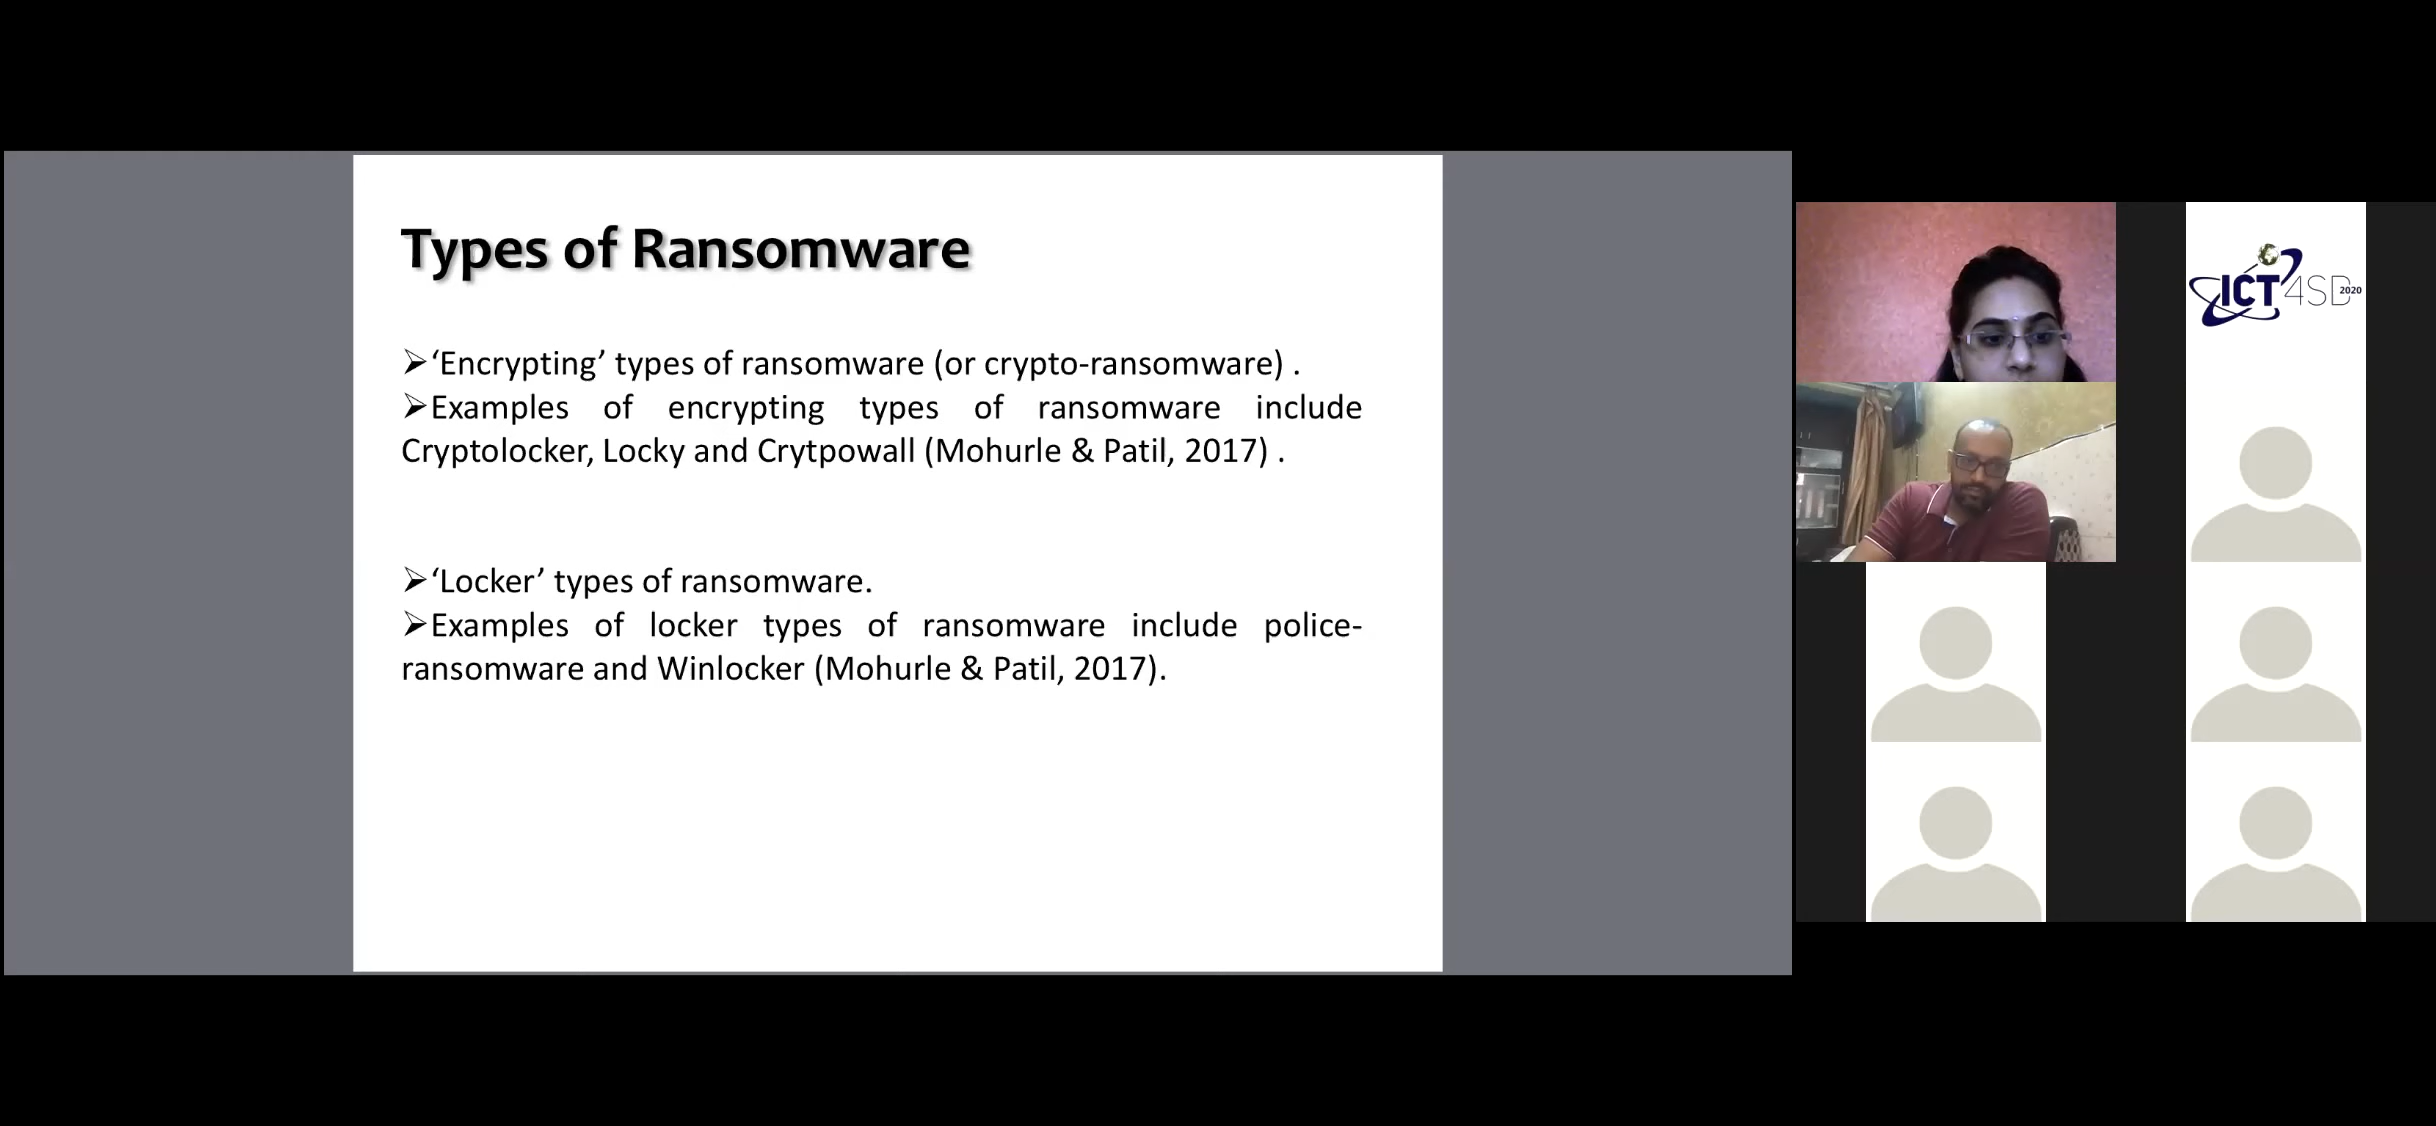 Types of Ransomware
➢‘Encrypting’ types of ransomware (or crypto-ransomware) .
➢Examples of encrypting types of ransomware include
Cryptolocker, Locky and Crytpowall (Mohurle & Patil, 2017) .
➢‘Locker’ types of ransomware.
➢Examples of locker types of ransomware include police-
ransomware and Winlocker (Mohurle & Patil, 2017).
ICT4SD 2020